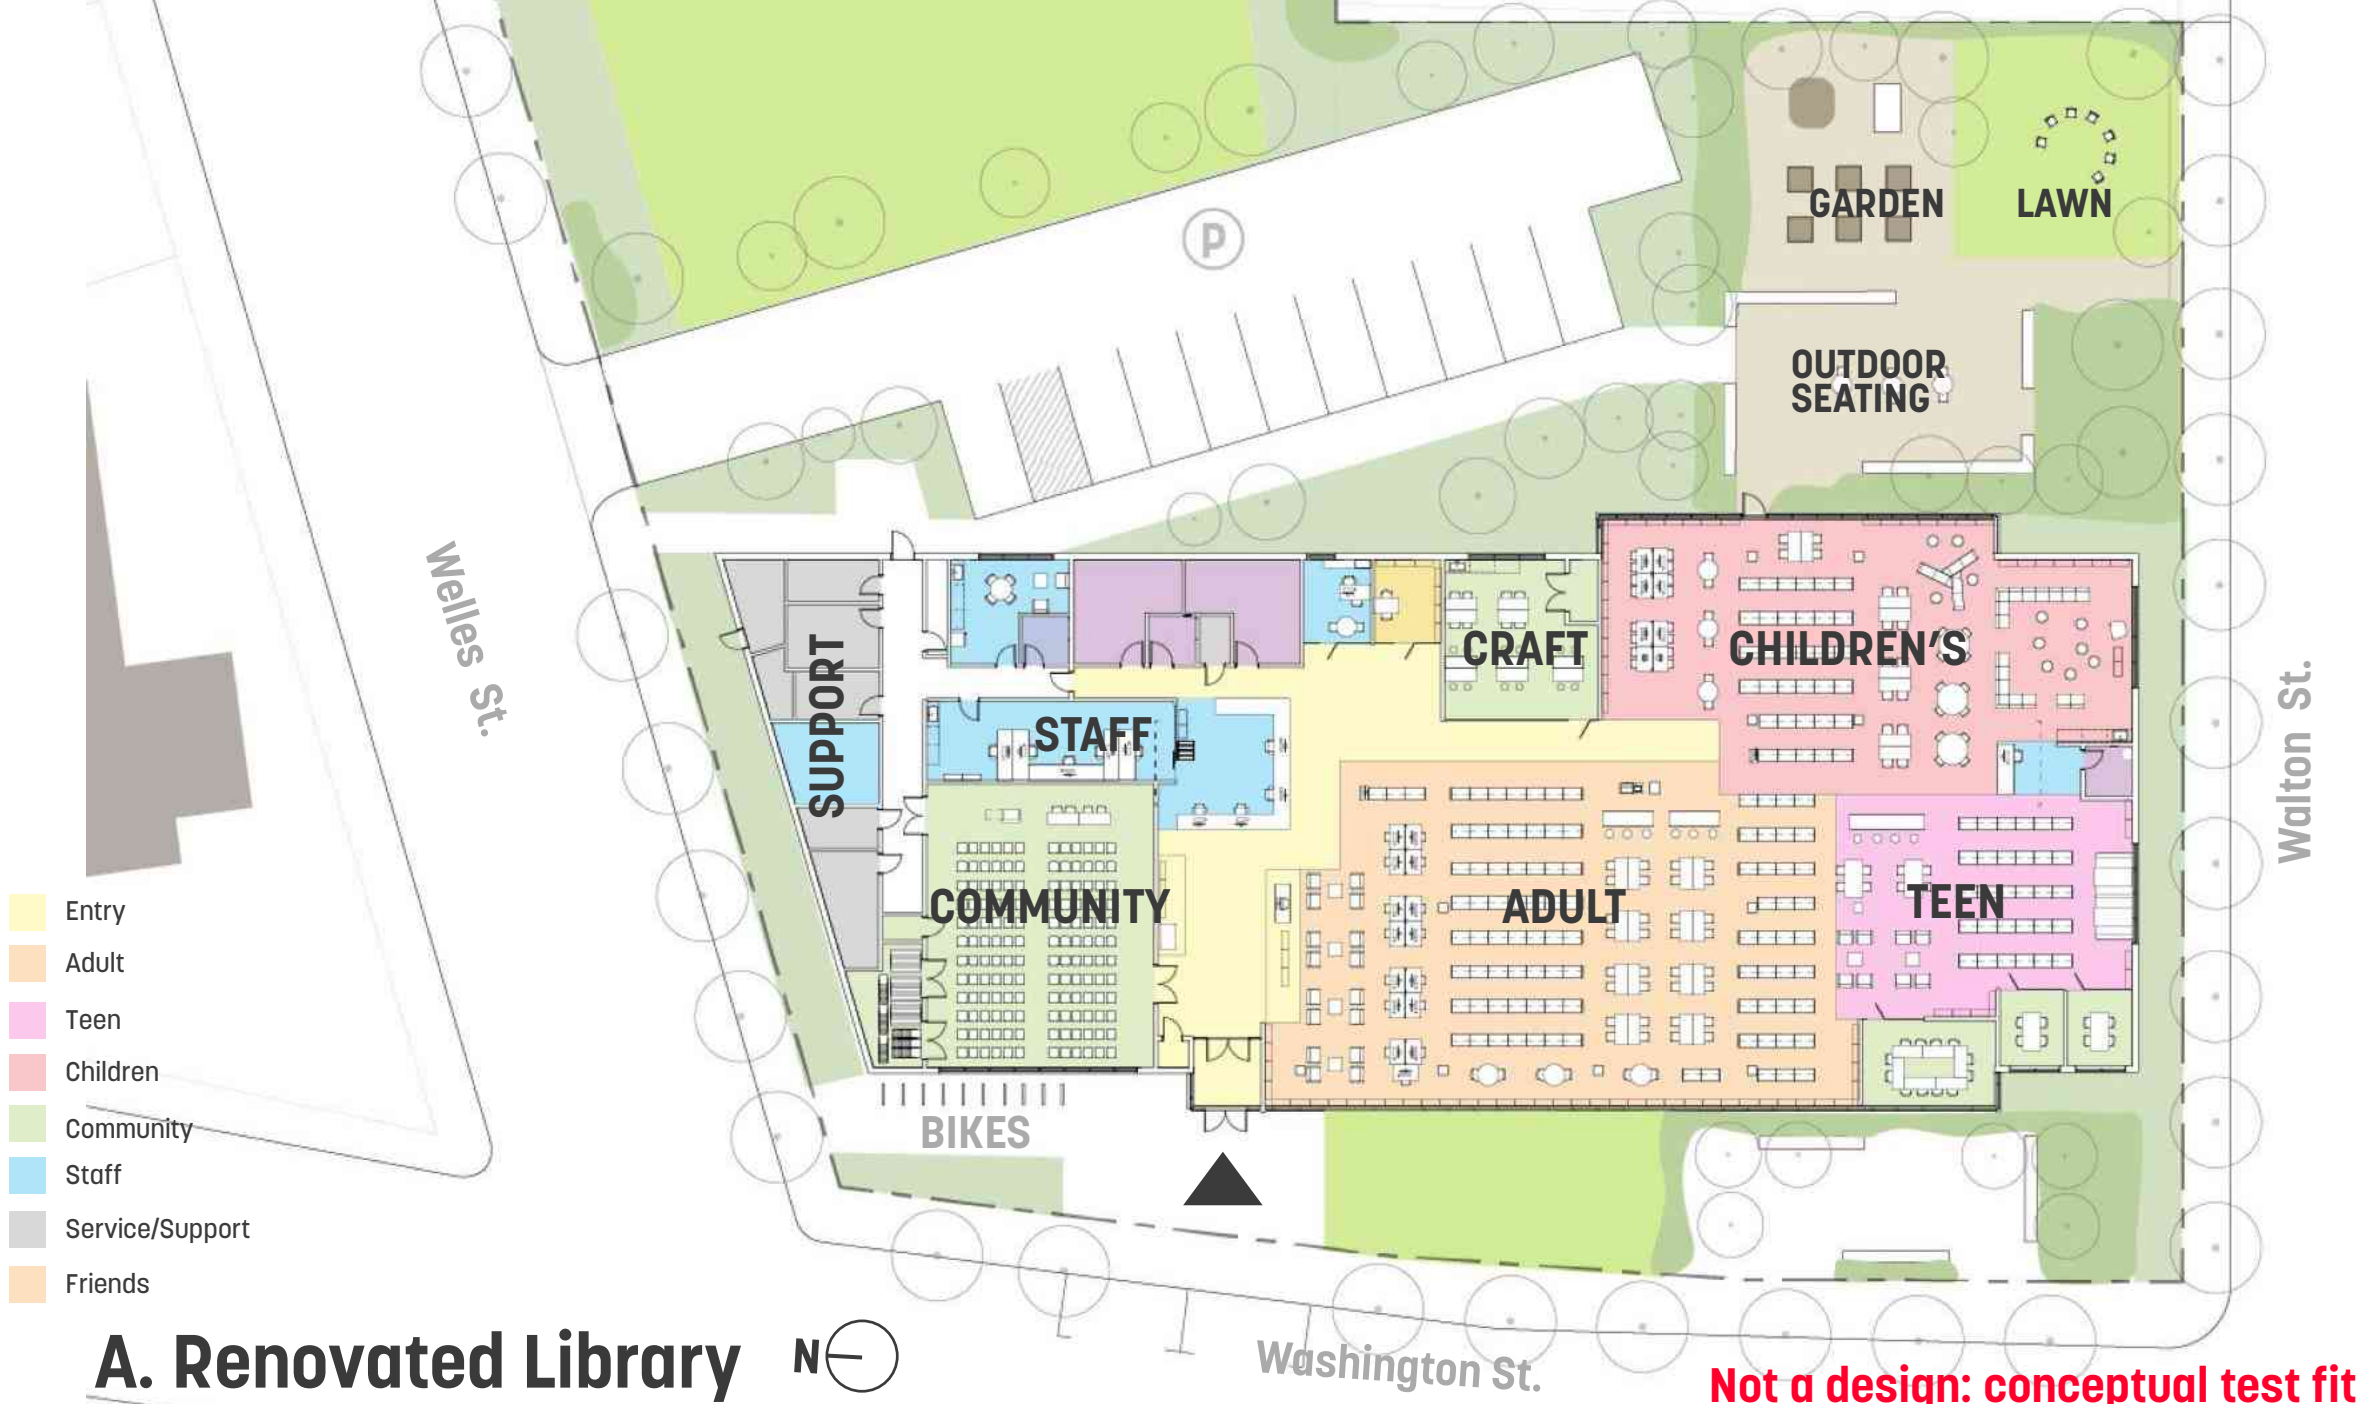 P
GARDEN
LAWN
OUTDOOR
SEATING
Welles St.
SUPPORT
CRAFT
CHILDREN'S
STAFF
Walton St.
COMMUNITY
ADULT
TEEN
BIKES
Entry
Adult
Teen
Children
Community
Staff
Service/Support
Friends
A. Renovated Library
N
Washington St.
Not a design: conceptual test fit